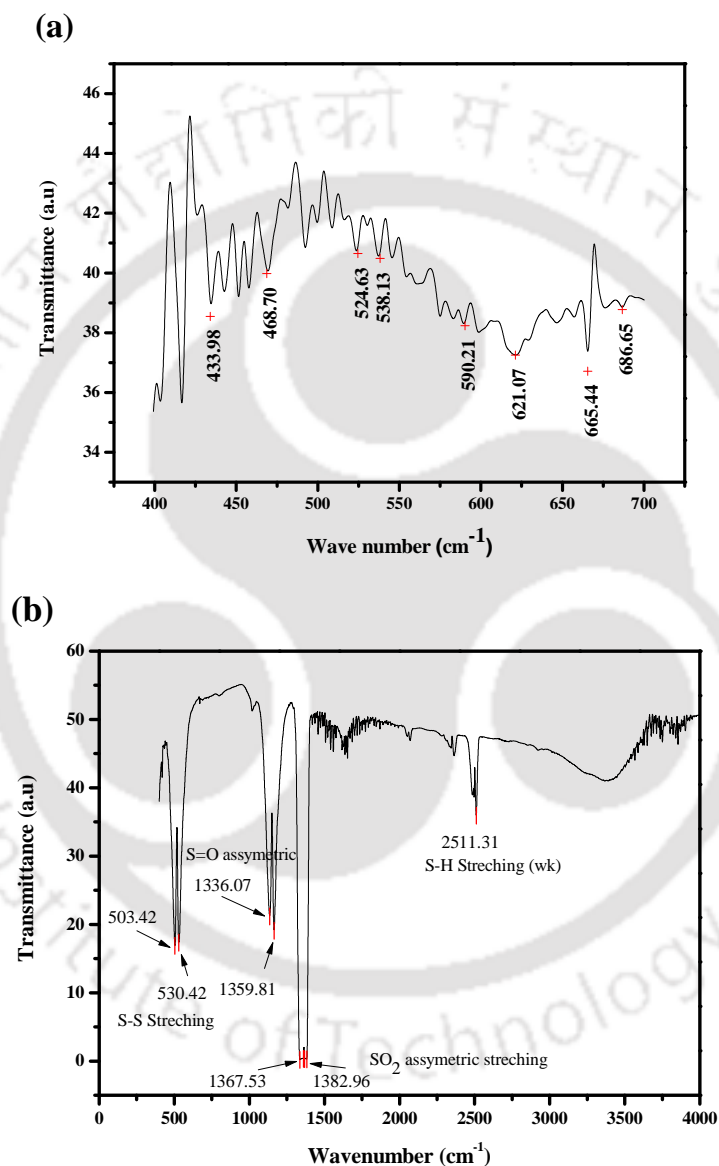 (a)
46
44
42
40
38
36
34
Transmittance (a.u)
433.98
468.70
524.63
538.13
590.21
621.07
665.44
686.65
400 450 500 550 600 650 700
Wave number (cm-1)
(b)
60
50
40
30
20
10
0
Transmittance (a.u)
503.42
530.42
S-S Streching
S=O assymetric
1336.07
1359.81
1367.53
1382.96
SO2 assymetric streching
2511.31
S-H Streching (wk)
0 500 1000 1500 2000 2500 3000 3500 4000
Wavenumber (cm-1)
institute of Technology